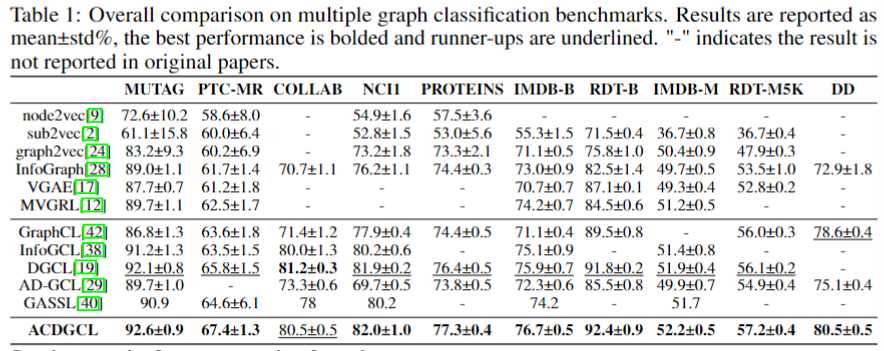 Table 1: Overall comparison on multiple graph classification benchmarks. Results are reported as
mean±std%, the best performance is bolded and runner-ups are underlined. "-" indicates the result is
not reported in original papers.
MUTAG PTC-MR COLLAB NCI1 PROTEINS IMDB-B RDT-B IMDB-M RDT-M5K DD
node2vec[9] 72.6±10.2 58.6±8.0 - 54.9±1.6 57.5±3.6 - - - - -
sub2vec[2] 61.1±15.8 60.0±6.4 - 52.8±1.5 53.0±5.6 55.3±1.5 71.5±0.4 36.7±0.8 36.7±0.4 -
graph2vec[24] 83.2±9.3 60.2±6.9 - 73.2±1.8 73.3±2.1 71.1±0.5 75.8±1.0 50.4±0.9 47.9±0.3 -
InfoGraph[28] 89.0±1.1 61.7±1.4 70.7±1.1 76.2±1.1 74.4±0.3 73.0±0.9 82.5±1.4 49.7±0.5 53.5±1.0 72.9±1.8
VGAE[17] 87.7±0.7 61.2±1.8 - - - 70.7±0.7 87.1±0.1 49.3±0.4 52.8±0.2 -
MVGRL[12] 89.7±1.1 62.5±1.7 - - - 74.2±0.7 84.5±0.6 51.2±0.5 - -
GraphCL[42] 86.8±1.3 63.6±1.8 71.4±1.2 77.9±0.4 74.4±0.5 71.1±0.4 89.5±0.8 - 56.0±0.3 78.6±0.4
InfoGCL[38] 91.2±1.3 63.5±1.5 80.0±1.3 80.2±0.6 - 75.1±0.9 - 51.4±0.8 - -
DGCL[19] 92.1±0.8 65.8±1.5 81.2±0.3 81.9±0.2 76.4±0.5 75.9±0.7 91.8±0.2 51.9±0.4 56.1±0.2 -
AD-GCL[29] 89.7±1.0 - 73.3±0.6 69.7±0.5 73.8±0.5 72.3±0.6 85.5±0.8 49.9±0.7 54.9±0.4 75.1±0.4
GASSL[40] 90.9 64.6±6.1 78 80.2 - 74.2 - 51.7 - -
ACDGCL 92.6±0.9 67.4±1.3 80.5±0.5 82.0±1.0 77.3±0.4 76.7±0.5 92.4±0.9 52.2±0.5 57.2±0.4 80.5±0.5